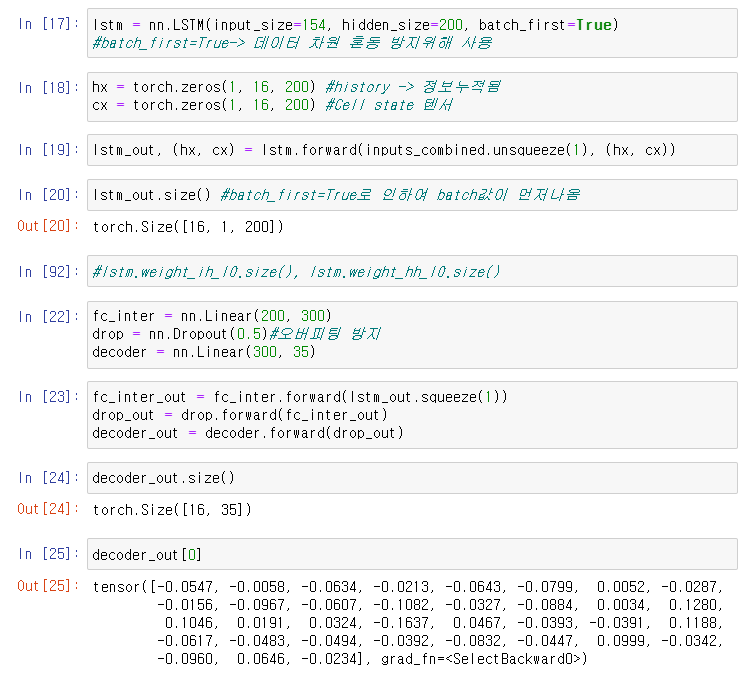 In [17]: lstm = nn.LSTM(input_size=154, hidden_size=200, batch_first=True)
#batch_first=True-> 데이터 차원 혼동 방지위해 사용
In [18]: hx = torch.zeros(1, 16, 200) #history -> 정보누적됨
cx = torch.zeros(1, 16, 200) #Cell state 텐서
In [19]: lstm_out, (hx, cx) = lstm.forward(inputs_combined.unsqueeze(1), (hx, cx))
In [20]: lstm_out.size() #batch_first=True로 인하여 batch값이 먼저나옴
Out[20]: torch.Size([16, 1, 200])
In [92]: #lstm.weight_ih_l0.size(), lstm.weight_hh_l0.size()
In [22]: fc_inter = nn.Linear(200, 300)
drop = nn.Dropout(0.5)#오버피팅 방지
decoder = nn.Linear(300, 35)
In [23]: fc_inter_out = fc_inter.forward(lstm_out.squeeze(1))
drop_out = drop.forward(fc_inter_out)
decoder_out = decoder.forward(drop_out)
In [24]: decoder_out.size()
Out[24]: torch.Size([16, 35])
In [25]: decoder_out[0]
Out[25]: tensor([-0.0547, -0.0058, -0.0634, -0.0213, -0.0643, -0.0799,  0.0052, -0.0287,
-0.0156, -0.0967, -0.0607, -0.1082, -0.0327, -0.0884,  0.0034,  0.1280,
0.1046,  0.0191,  0.0324, -0.1637,  0.0467, -0.0393, -0.0391,  0.1188,
-0.0617, -0.0483, -0.0494, -0.0392, -0.0832, -0.0447,  0.0999, -0.0342,
-0.0960,  0.0646, -0.0234], grad_fn=<SelectBackward0>)